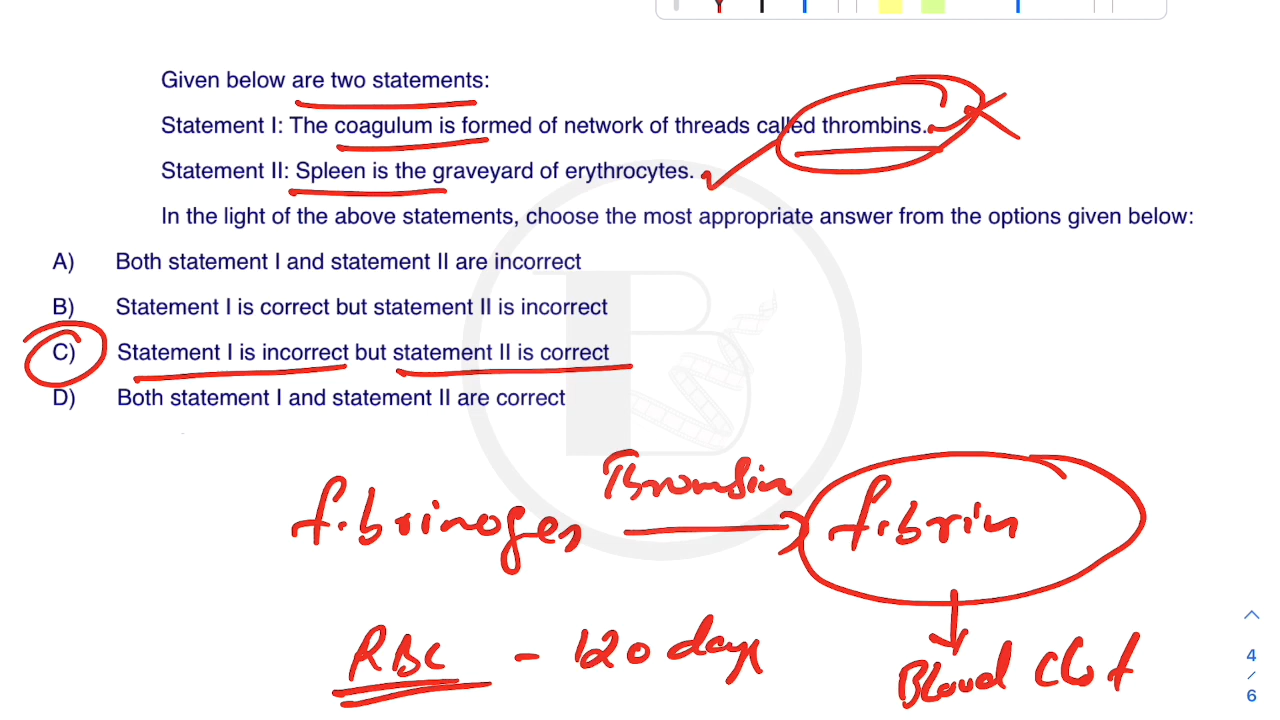 Given below are two statements:
Statement I: The coagulum is formed of network of threads called thrombins.
Statement II: Spleen is the graveyard of erythrocytes.
In the light of the above statements, choose the most appropriate answer from the options given below:
A) Both statement I and statement II are incorrect
B) Statement I is correct but statement II is incorrect
C) Statement I is incorrect but statement II is correct
D) Both statement I and statement II are correct
fibrinogen Thrombin fibrin
RBC - 120 days
Blood Clot
4
/
6